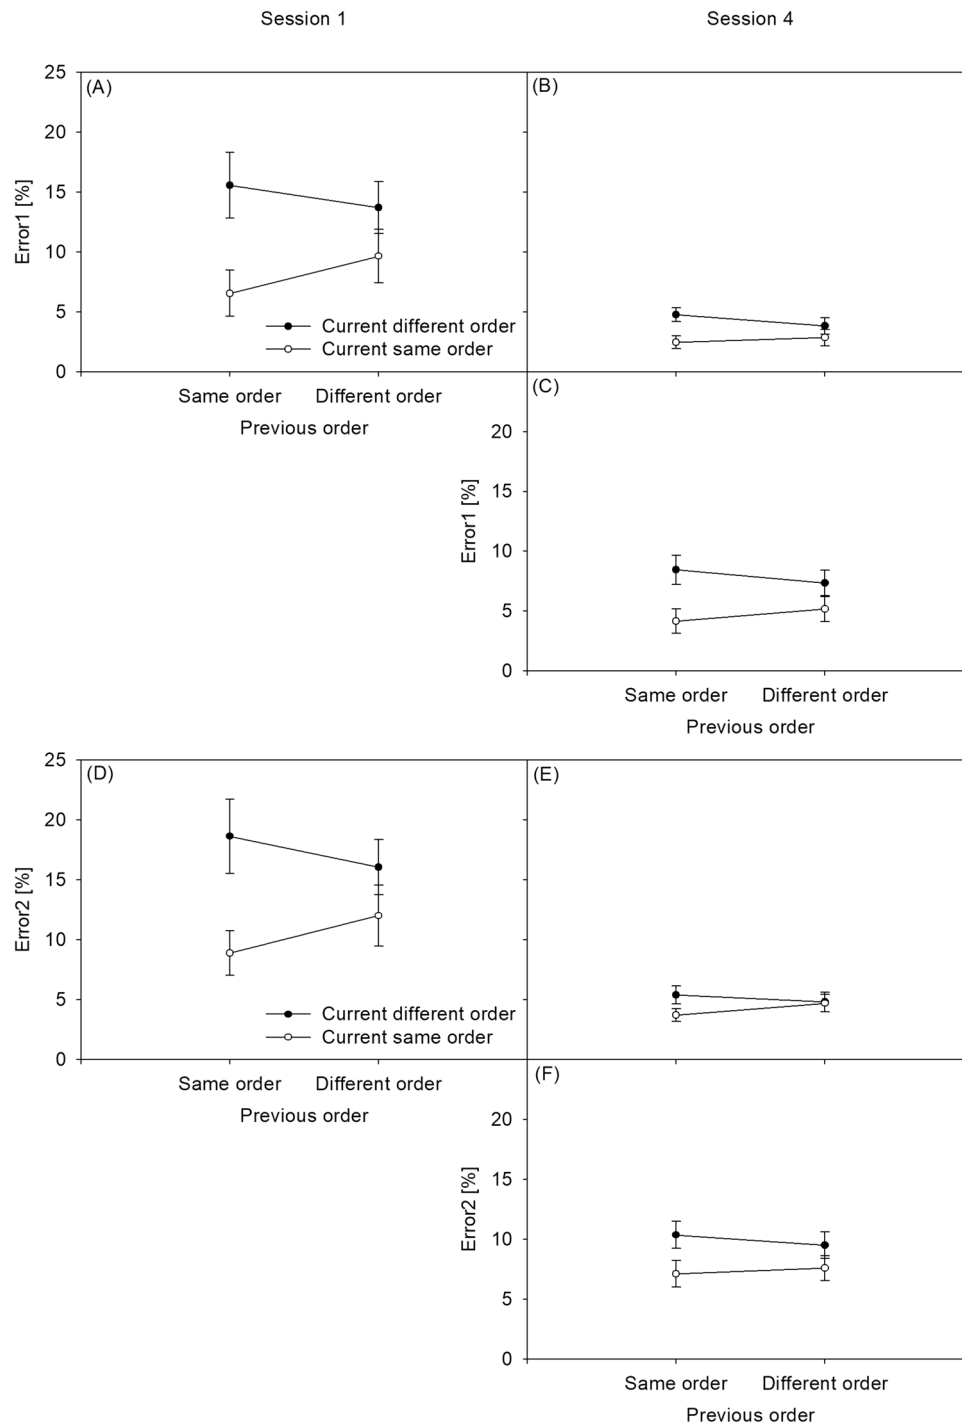 Session 1
Session 4
(A)
25
20
15
10
5
0
Error1 [%]
Current different order
Current same order
Same order
Different order
Previous order
(B)
(C)
20
15
10
5
0
Error1 [%]
Same order
Different order
Previous order
(D)
25
20
15
10
5
0
Error2 [%]
Current different order
Current same order
Same order
Different order
Previous order
(E)
(F)
20
15
10
5
0
Error2 [%]
Same order
Different order
Previous order